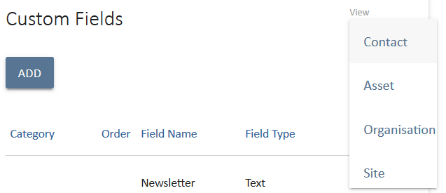 Custom Fields
View
Contact
ADD
Asset
Category Order Field Name Field Type
Organisation
Site
Newsletter Text